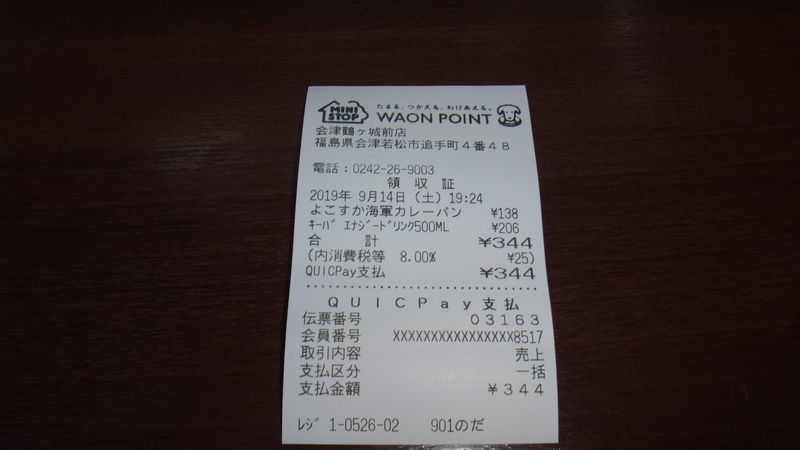 MINI STOP
たまる、つかえる、わけあえる。
WAON POINT
会津鶴ヶ城前店
福島県会津若松市追手町4番48
電話：0242-26-9003
領収証
2019年 9月14日（土）19:24
よこすか海軍カレーパン ¥138
ｷｰﾊﾞ ｴﾅｼﾞｰﾄﾞﾘﾝｸ500ML ¥206
合 計 ¥344
(内消費税等 8.00% ¥25)
QUICPay支払 ¥344
QUICPay支払
伝票番号 03163
会員番号 XXXXXXXXXXXXXXXX8517
取引内容 売上
支払区分 一括
支払金額 ¥344
ﾚｼﾞ 1-0526-02 901のだ